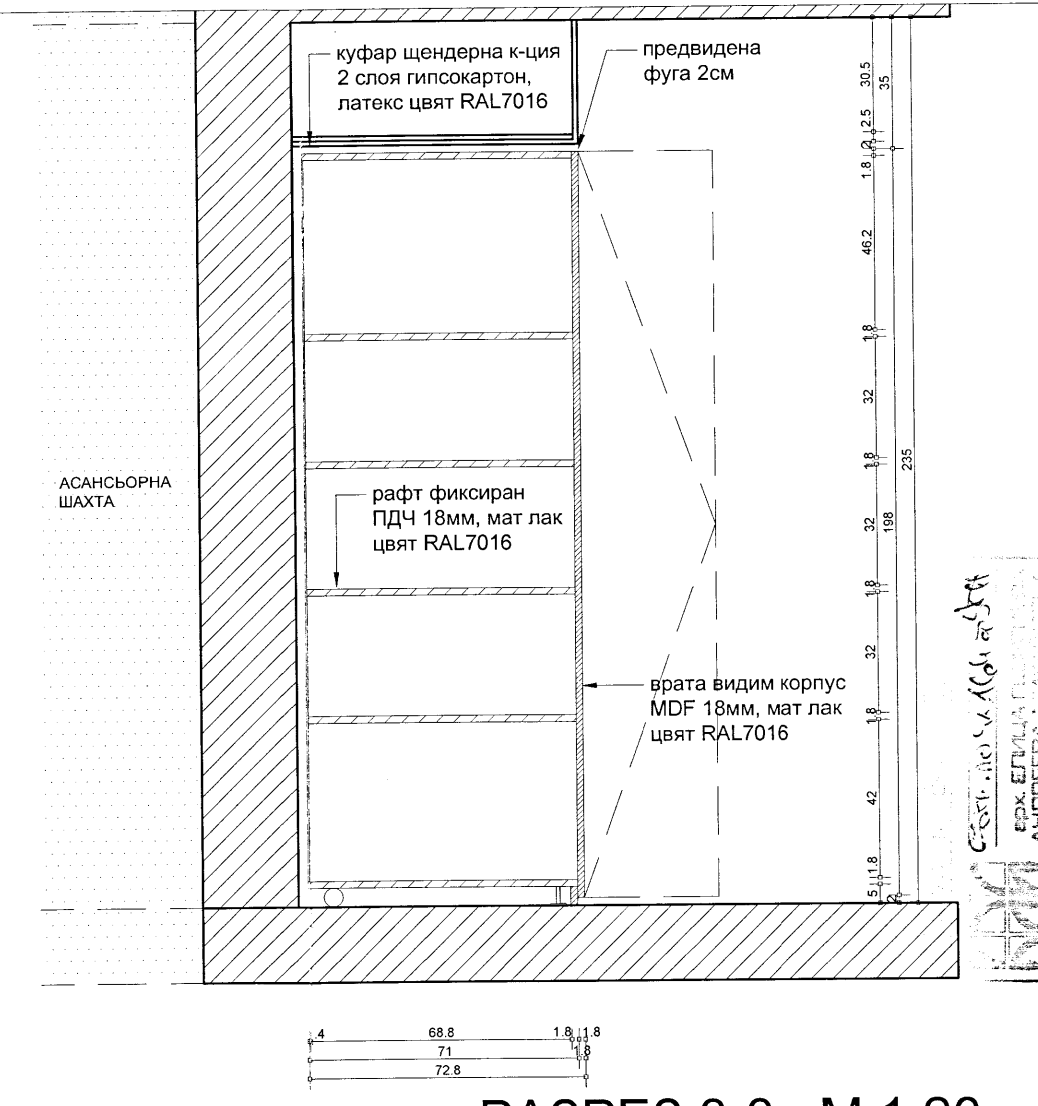 куфар щендерна к-ция
2 слоя гипсокартон,
латекс цвят RAL7016
предвидена
фуга 2см
АСАНСЬОРНА
ШАХТА
рафт фиксиран
ПДЧ 18мм, мат лак
цвят RAL7016
врата видим корпус
MDF 18мм, мат лак
цвят RAL7016
30.5
2.5
2
1.8
46.2
1.8
32
1.8
32
1.8
32
1.8
42
1.8
5
35
198
2
235
арх. ЕЛИЦА
.4
68.8
1.8
1.8
71
1.8
72.8